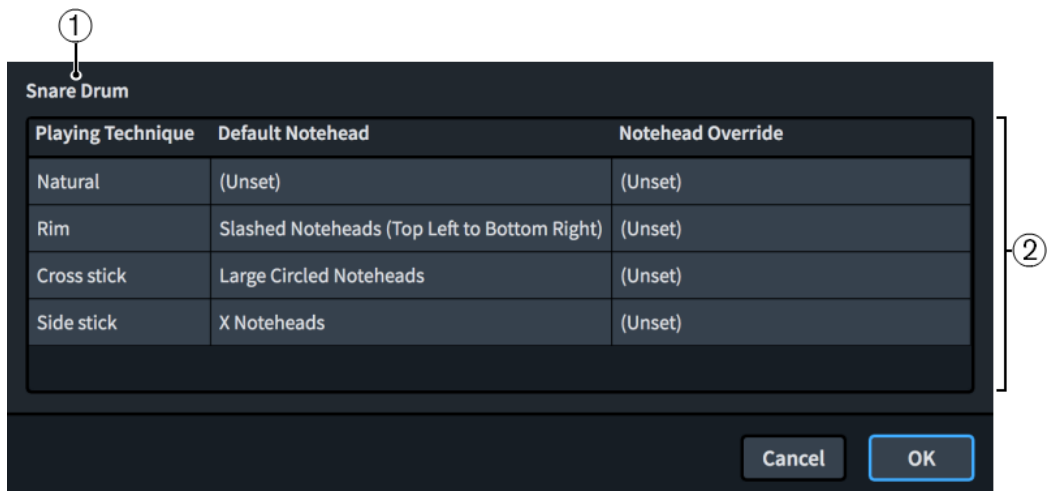 1
Snare Drum
Playing Technique Default Notehead Notehead Override
Natural (Unset) (Unset)
Rim Slashed Noteheads (Top Left to Bottom Right) (Unset)
Cross stick Large Circled Noteheads (Unset)
2
Side stick X Noteheads (Unset)
Cancel OK